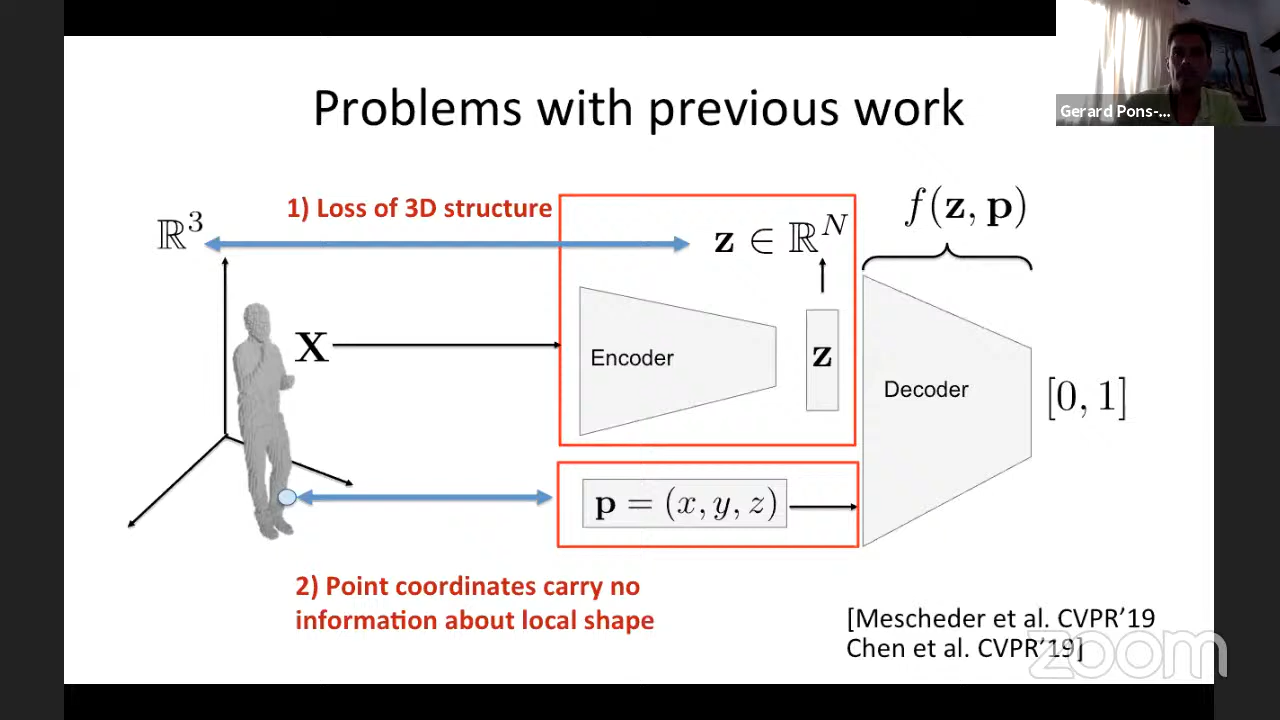 Problems with previous work
Gerard Pons-...
1) Loss of 3D structure
ℝ³
z ∈ ℝᴺ
f(z, p)
X
Encoder
z
Decoder
[0, 1]
p = (x, y, z)
2) Point coordinates carry no
information about local shape
[Mescheder et al. CVPR’19
Chen et al. CVPR’19]
zoom